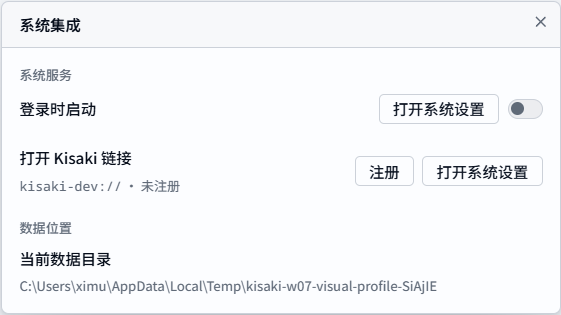 系统集成
系统服务
登录时启动 打开系统设置
打开 Kisaki 链接
kisaki-dev:// • 未注册 注册 打开系统设置
数据位置
当前数据目录
C:\Users\ximu\AppData\Local\Temp\kisaki-w07-visual-profile-SiAjIE